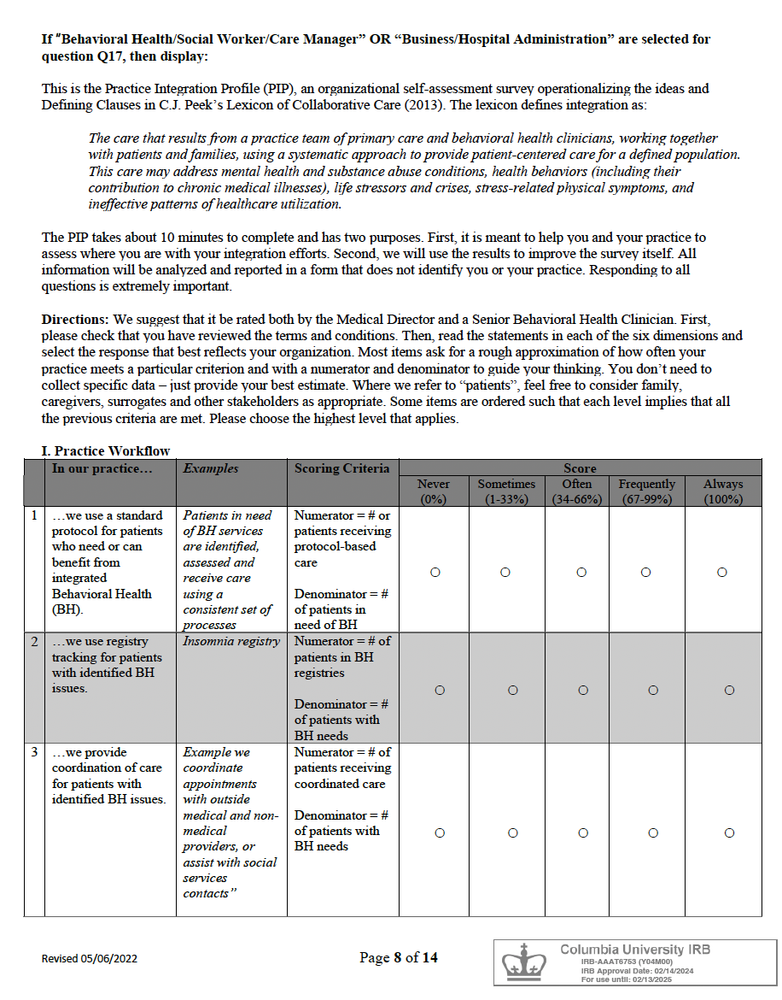 If "Behavioral Health/Social Worker/Care Manager” OR “Business/Hospital Administration” are selected for
question Q17, then display:
This is the Practice Integration Profile (PIP), an organizational self-assessment survey operationalizing the ideas and
Defining Clauses in C.J. Peek’s Lexicon of Collaborative Care (2013). The lexicon defines integration as:
The care that results from a practice team of primary care and behavioral health clinicians, working together
with patients and families, using a systematic approach to provide patient-centered care for a defined population.
This care may address mental health and substance abuse conditions, health behaviors (including their
contribution to chronic medical illnesses), life stressors and crises, stress-related physical symptoms, and
ineffective patterns of healthcare utilization.
The PIP takes about 10 minutes to complete and has two purposes. First, it is meant to help you and your practice to
assess where you are with your integration efforts. Second, we will use the results to improve the survey itself. All
information will be analyzed and reported in a form that does not identify you or your practice. Responding to all
questions is extremely important.
Directions: We suggest that it be rated both by the Medical Director and a Senior Behavioral Health Clinician. First,
please check that you have reviewed the terms and conditions. Then, read the statements in each of the six dimensions and
select the response that best reflects your organization. Most items ask for a rough approximation of how often your
practice meets a particular criterion and with a numerator and denominator to guide your thinking. You don’t need to
collect specific data – just provide your best estimate. Where we refer to “patients”, feel free to consider family,
caregivers, surrogates and other stakeholders as appropriate. Some items are ordered such that each level implies that all
the previous criteria are met. Please choose the highest level that applies.
I. Practice Workflow
In our practice… Examples Scoring Criteria Score
Never Sometimes Often Frequently Always
(0%) (1-33%) (34-66%) (67-99%) (100%)
1 …we use a standard
protocol for patients
who need or can
benefit from
integrated
Behavioral Health
(BH).
Patients in need
of BH services
are identified,
assessed and
receive care
using a
consistent set of
processes
Numerator = # or
patients receiving
protocol-based
care
Denominator = #
of patients in
need of BH
2 …we use registry
tracking for patients
with identified BH
issues.
Insomnia registry
Numerator = # of
patients in BH
registries
Denominator = #
of patients with
BH needs
3 …we provide
coordination of care
for patients with
identified BH issues.
Example we
coordinate
appointments
with outside
medical and non-
medical
providers, or
assist with social
services
contacts”
Numerator = # of
patients receiving
coordinated care
Denominator = #
of patients with
BH needs
Revised 05/06/2022
Page 8 of 14
Columbia University IRB
IRB-AAAT6753 (Y04M00)
IRB Approval Date: 02/14/2024
For use until: 02/13/2025